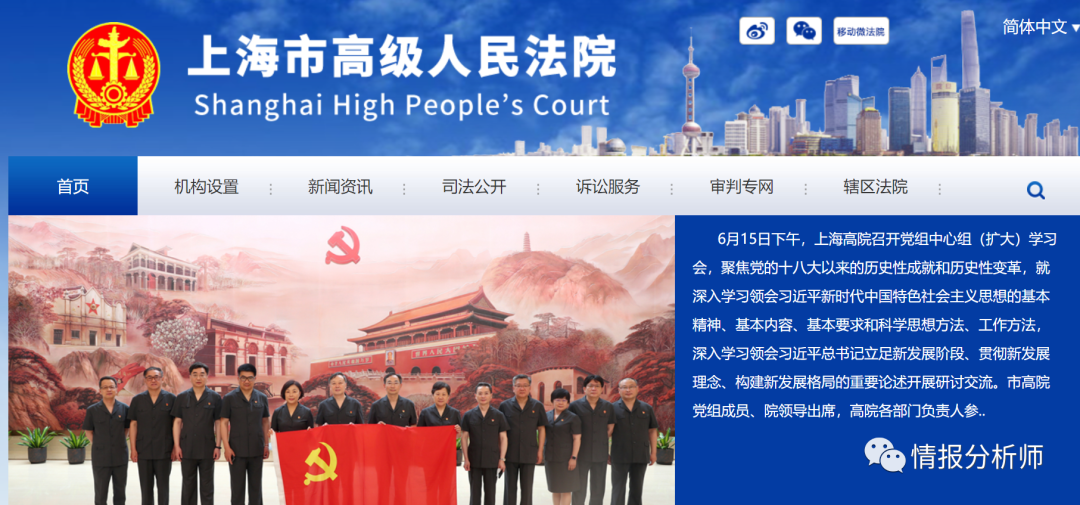 上海市高级人民法院
Shanghai High People's Court
移动微法院
简体中文
首页
机构设置
新闻资讯
司法公开
诉讼服务
审判专网
辖区法院
6月15日下午，上海高院召开党组中心组（扩大）学习
会，聚焦党的十八大以来的历史性成就和历史性变革，就
深入学习领会习近平新时代中国特色社会主义思想的基本
精神、基本内容、基本要求和科学思想方法、工作方法，
深入学习领会习近平总书记立足新发展阶段、贯彻新发展
理念、构建新发展格局的重要论述开展研讨交流。市高院
党组成员、院领导出席，高院各部门负责人参..
情报分析师